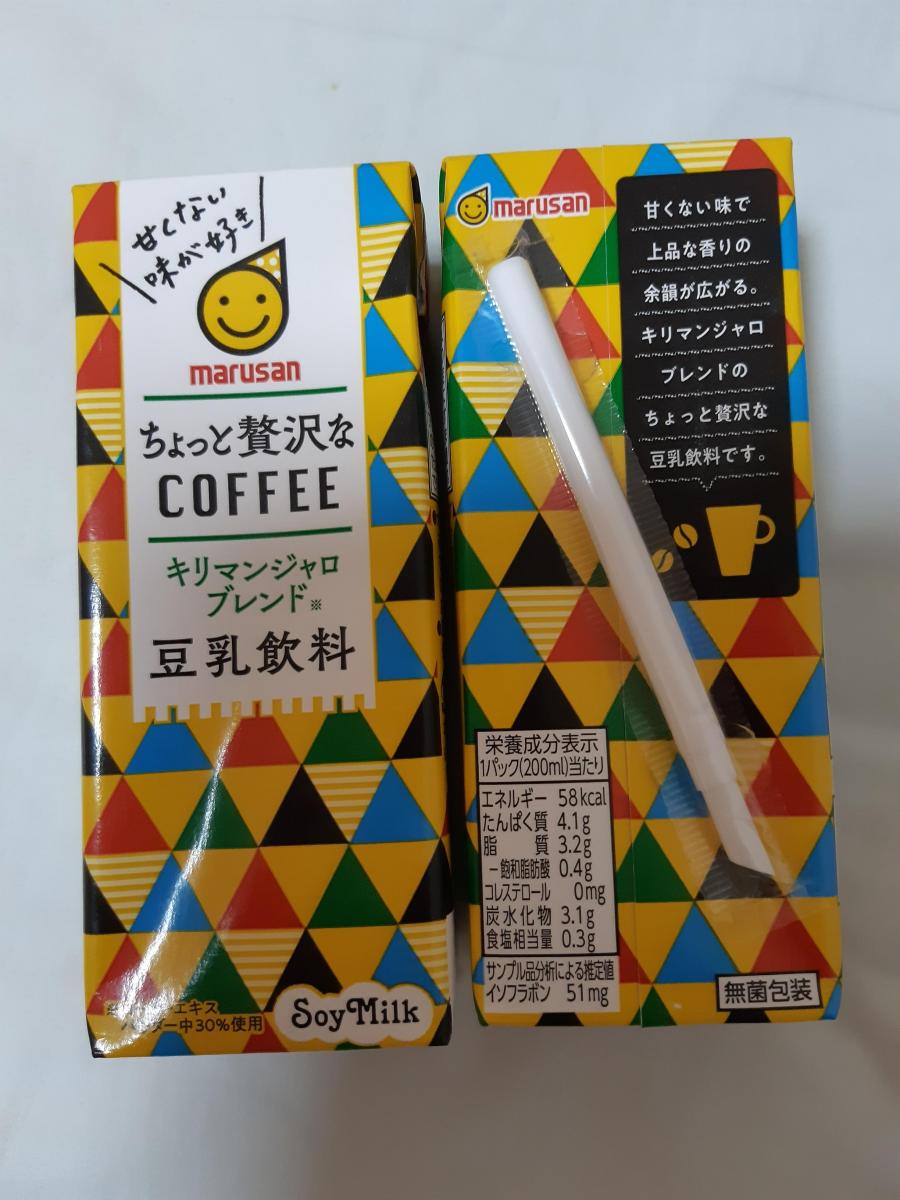 甘くない
味が好き
marusan
ちょっと贅沢な
COFFEE
キリマンジャロ
ブレンド※
豆乳飲料
エキス
中30%使用
SoyMilk
marusan
甘くない味で
上品な香りの
余韻が広がる。
キリマンジャロ
ブレンドの
ちょっと贅沢な
豆乳飲料です。
栄養成分表示
1パック(200ml)当たり
エネルギー 58kcal
たんぱく質 4.1g
脂質 3.2g
−飽和脂肪酸 0.4g
コレステロール 0mg
炭水化物 3.1g
食塩相当量 0.3g
サンプル品分析による推定値
イソフラボン 51mg
無菌包装